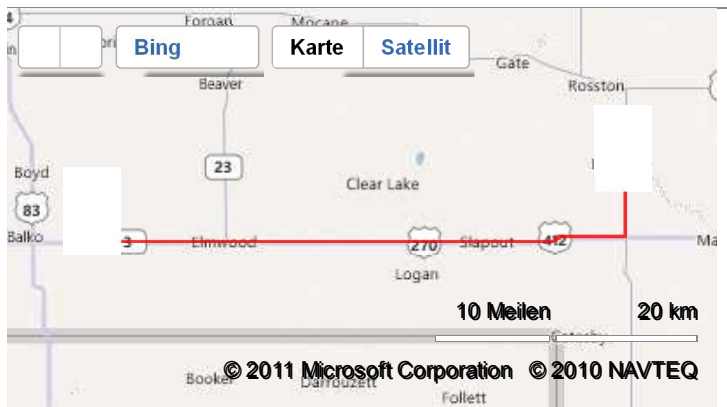 Forgan Mocane
Bing Karte Satellit
Gate
Beaver Rosston
23
Boyd
Clear Lake
83
Balko 3 Elmwood 270 Slapout 412
Logan
10 Meilen 20 km
© 2011 Microsoft Corporation © 2010 NAVTEQ
Booker Darrouzett
Follett